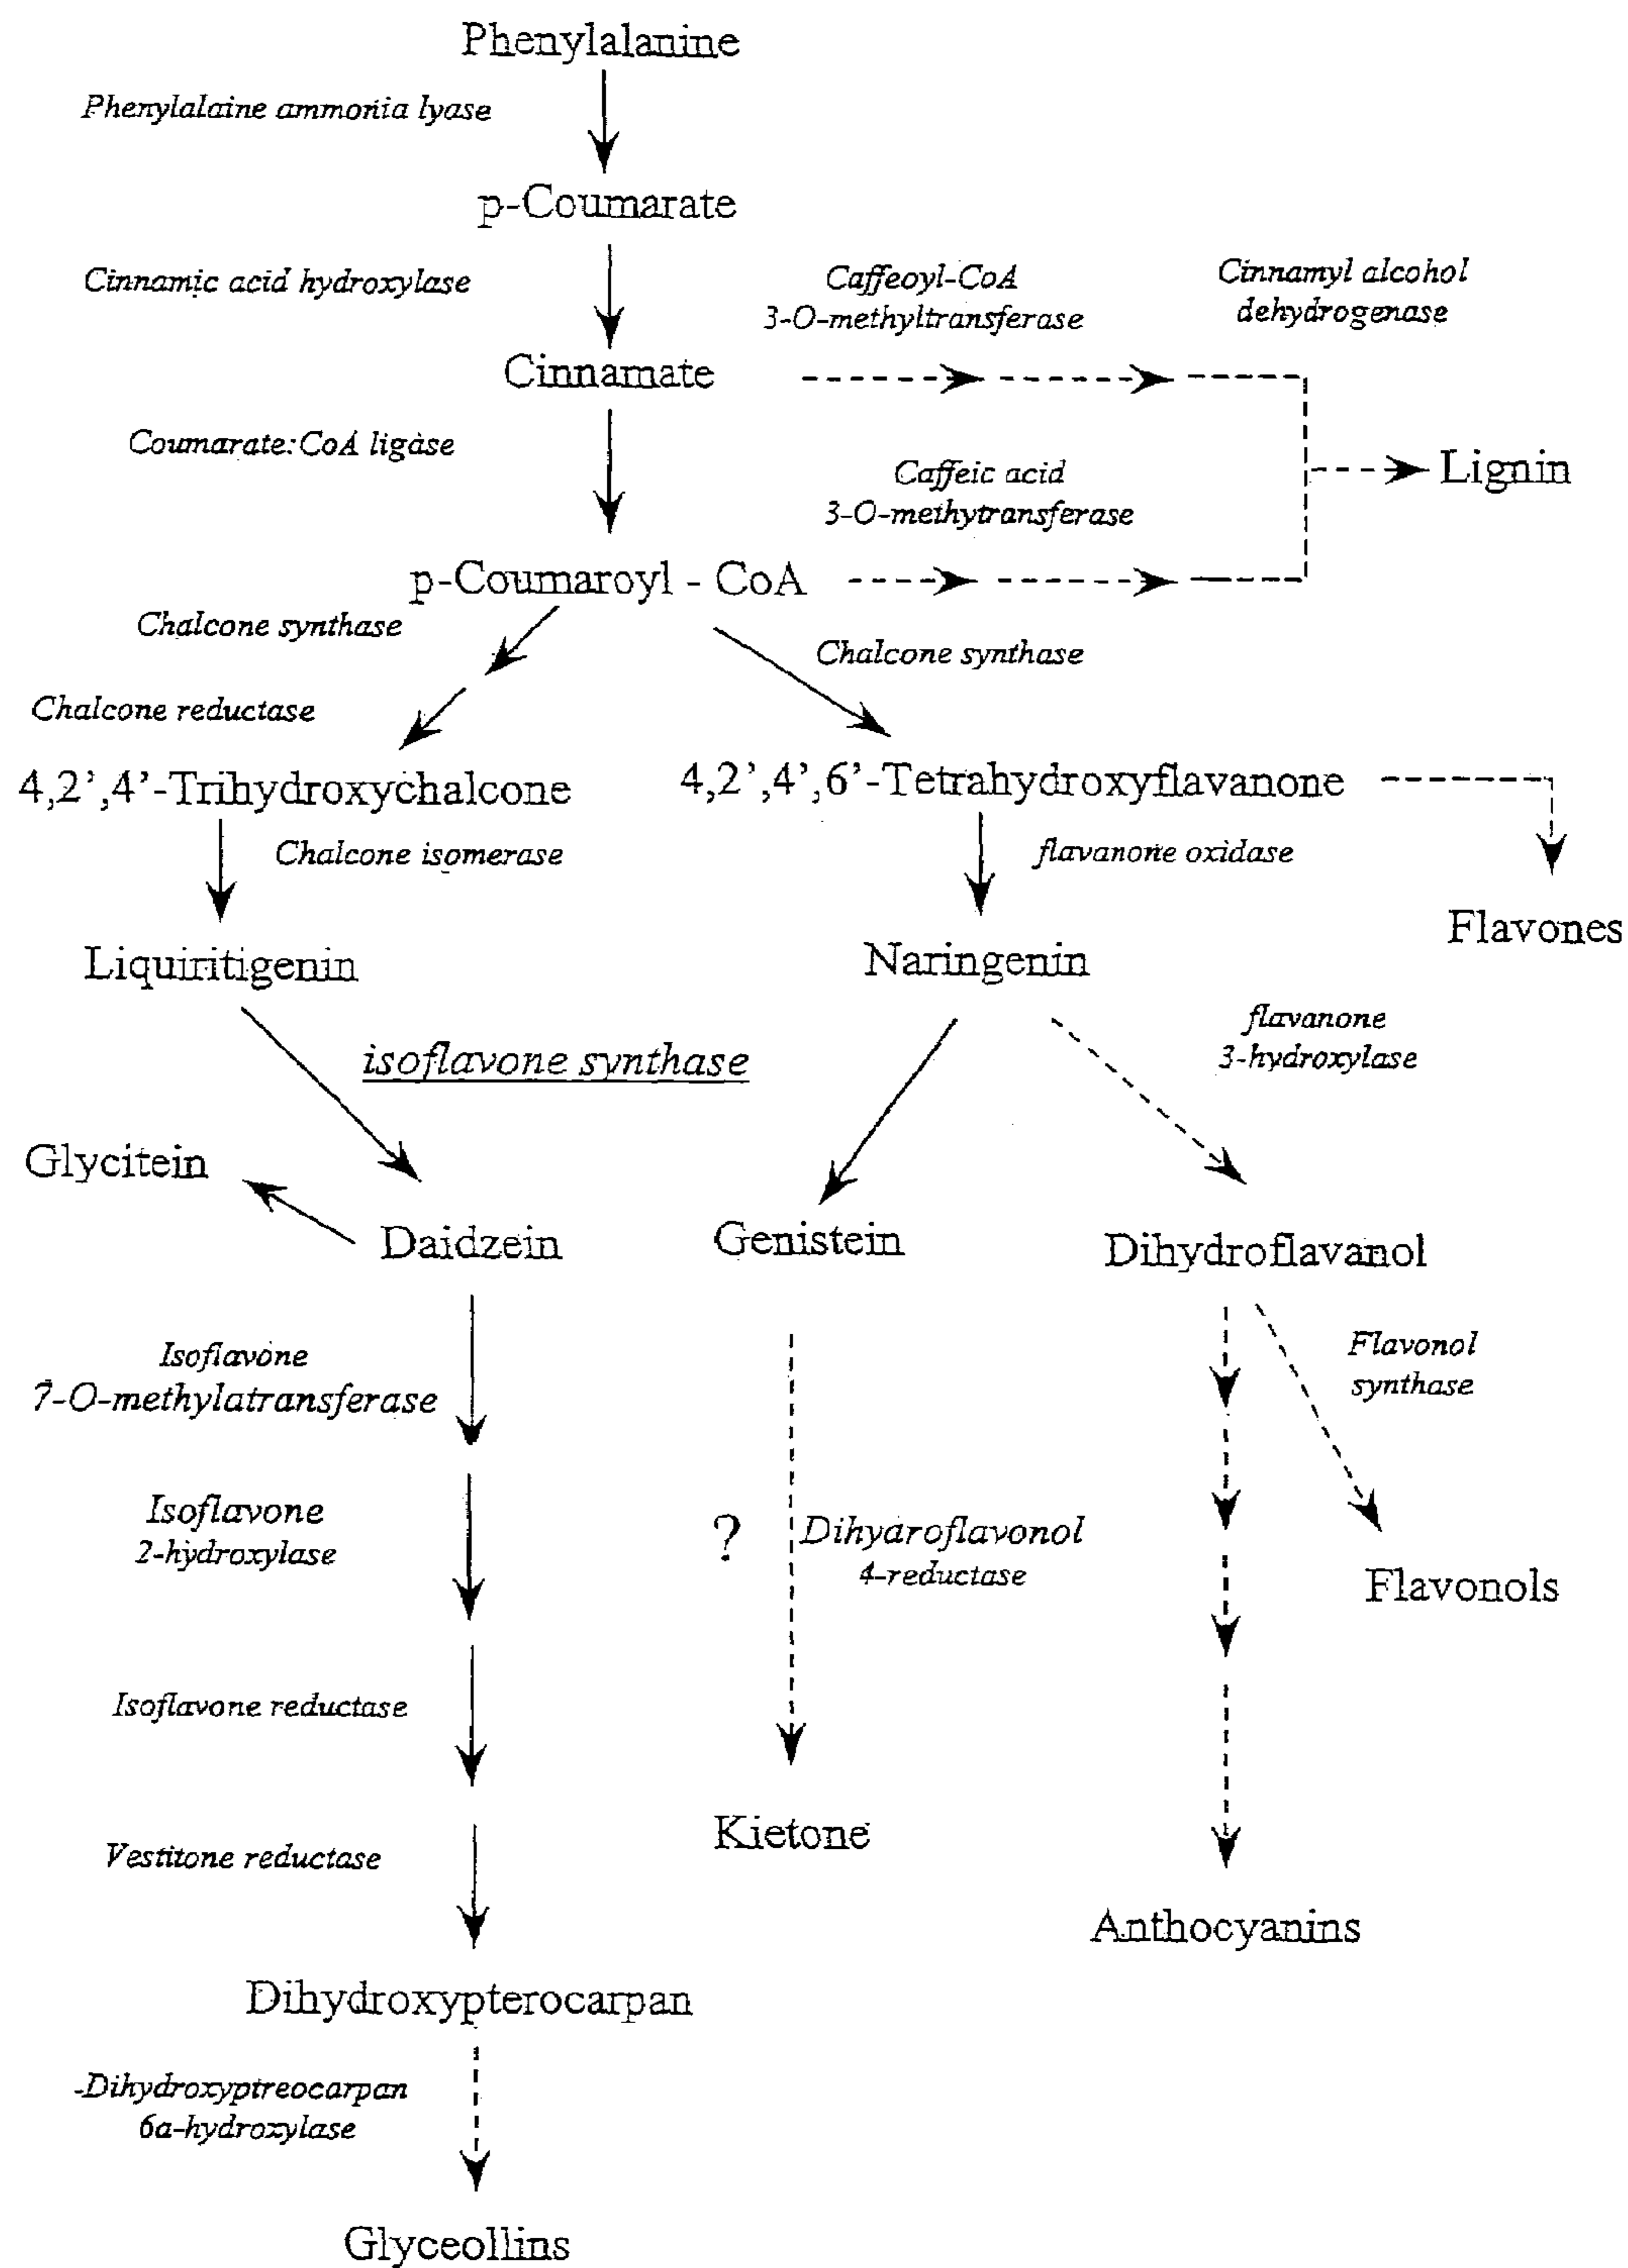 Phenylalanine
Phenylalaine ammonia lyase
p-Coumarate
Cinnamic acid hydroxylase
Caffeoyl-CoA
3-O-methyltransferase
Cinnamyl alcohol
dehydrogenase
Cinnamate
Coumarate:CoA ligase
Caffeic acid
3-O-methytransferase
Lignin
p-Coumaroyl - CoA
Chalcone synthase
Chalcone synthase
Chalcone reductase
4,2’,4’-Trihydroxychalcone
4,2’,4’,6’-Tetrahydroxyflavanone
Chalcone isomerase
flavanone oxidase
Flavones
Liquiritigenin
Naringenin
isoflavone synthase
flavanone
3-hydroxylase
Glycitein
Daidzein
Genistein
Dihydroflavanol
Isoflavone
7-O-methylatransferase
Flavonol
synthase
Isoflavone
2-hydroxylase
?
Dihydroflavonol
4-reductase
Flavonols
Isoflavone reductase
Kietone
Vestitone reductase
Anthocyanins
Dihydroxypterocarpan
-Dihydroxyptreocarpan
6a-hydroxylase
Glyceollins